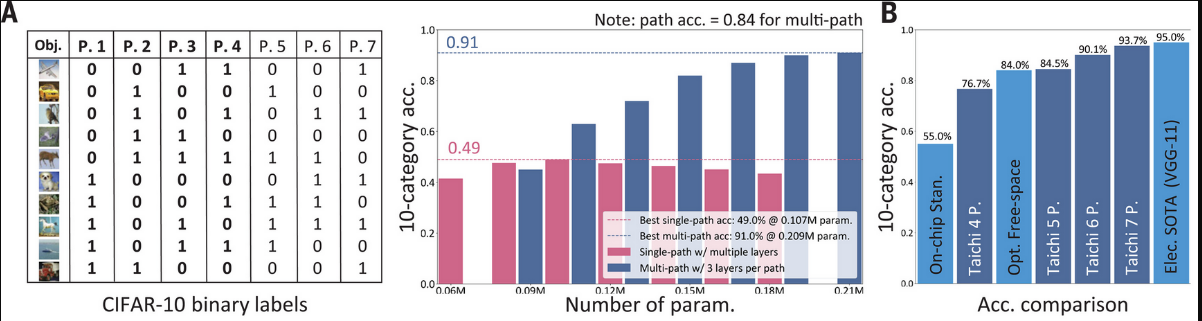 A
Obj. P. 1 P. 2 P. 3 P. 4 P. 5 P. 6 P. 7
0 0 1 1 0 0 1
0 1 0 0 1 0 0
0 1 0 1 0 1 1
0 1 1 0 0 0 0
0 1 1 1 1 1 0
1 0 0 0 0 1 1
1 0 0 1 1 1 0
1 0 1 0 1 1 1
1 0 1 1 1 0 0
1 1 0 0 0 0 1
CIFAR-10 binary labels
Note: path acc. = 0.84 for multi-path
10-category acc.
1.0
0.8
0.6
0.4
0.2
0.0
0.91
0.49
Best single-path acc: 49.0% @ 0.107M param.
Best multi-path acc: 91.0% @ 0.209M param.
Single-path w/ multiple layers
Multi-path w/ 3 layers per path
0.06M 0.09M 0.12M 0.15M 0.18M 0.21M
Number of param.
B
10-category acc.
1.0
0.8
0.6
0.4
0.2
0.0
55.0%
76.7%
84.0%
84.5%
90.1%
93.7%
95.0%
On-chip Stan.
Taichi 4 P.
Opt. Free-space
Taichi 5 P.
Taichi 6 P.
Taichi 7 P.
Elec. SOTA (VGG-11)
Acc. comparison